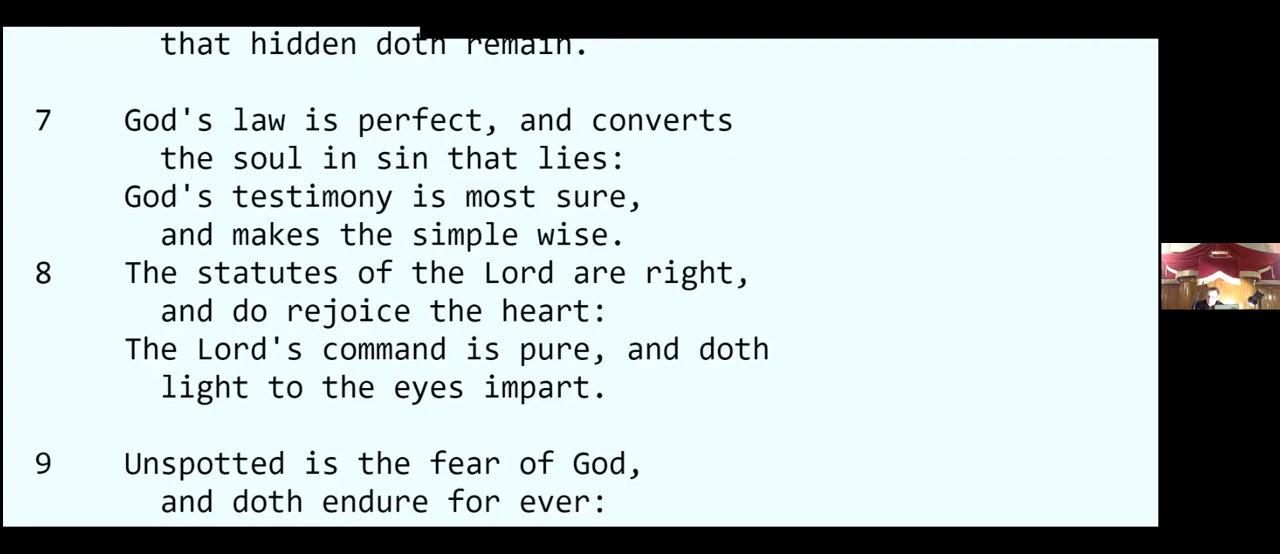 that hidden doth remain.
7 God's law is perfect, and converts
the soul in sin that lies:
God's testimony is most sure,
and makes the simple wise.
8 The statutes of the Lord are right,
and do rejoice the heart:
The Lord's command is pure, and doth
light to the eyes impart.
9 Unspotted is the fear of God,
and doth endure for ever: